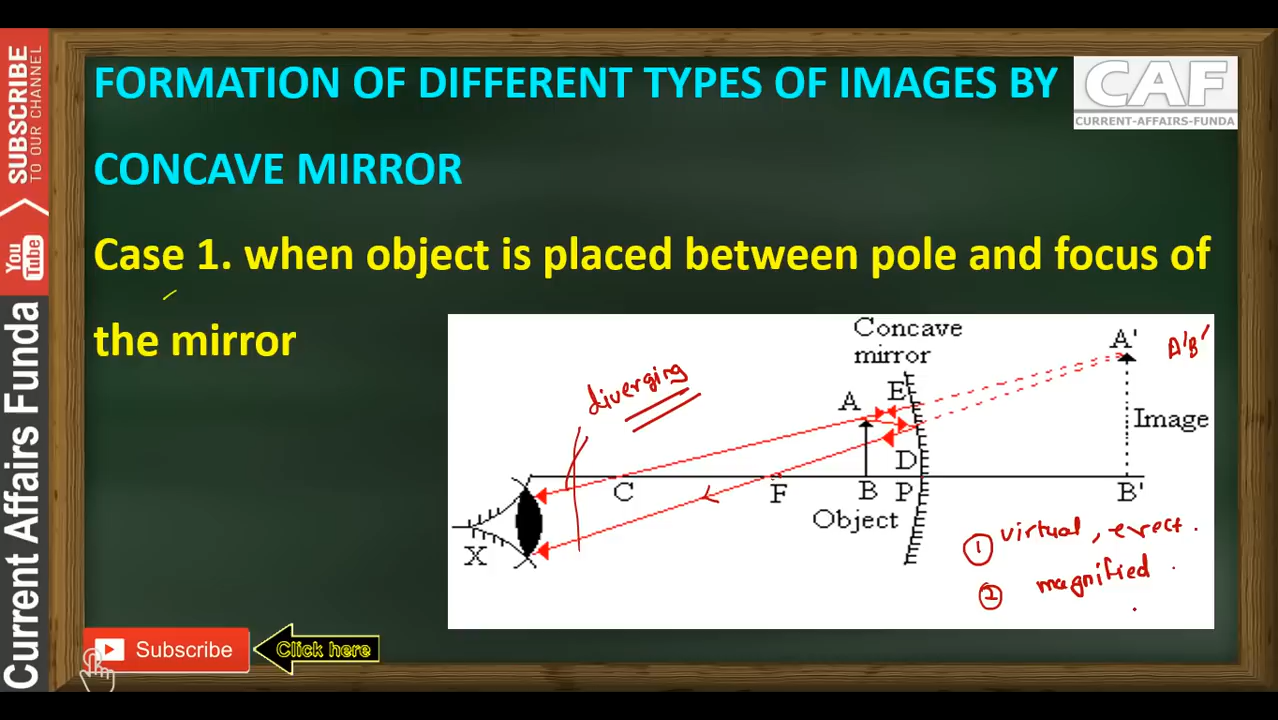 SUBSCRIBE
TO OUR CHANNEL
You
Tube
Current Affairs Funda
FORMATION OF DIFFERENT TYPES OF IMAGES BY
CONCAVE MIRROR
CAF
CURRENT-AFFAIRS-FUNDA
Case 1. when object is placed between pole and focus of
the mirror
Concave
mirror
A'
A'B'
diverging
A
E
Image
D
C
F
B
P
B'
Object
X
① virtual, erect.
② magnified
Subscribe
Click here